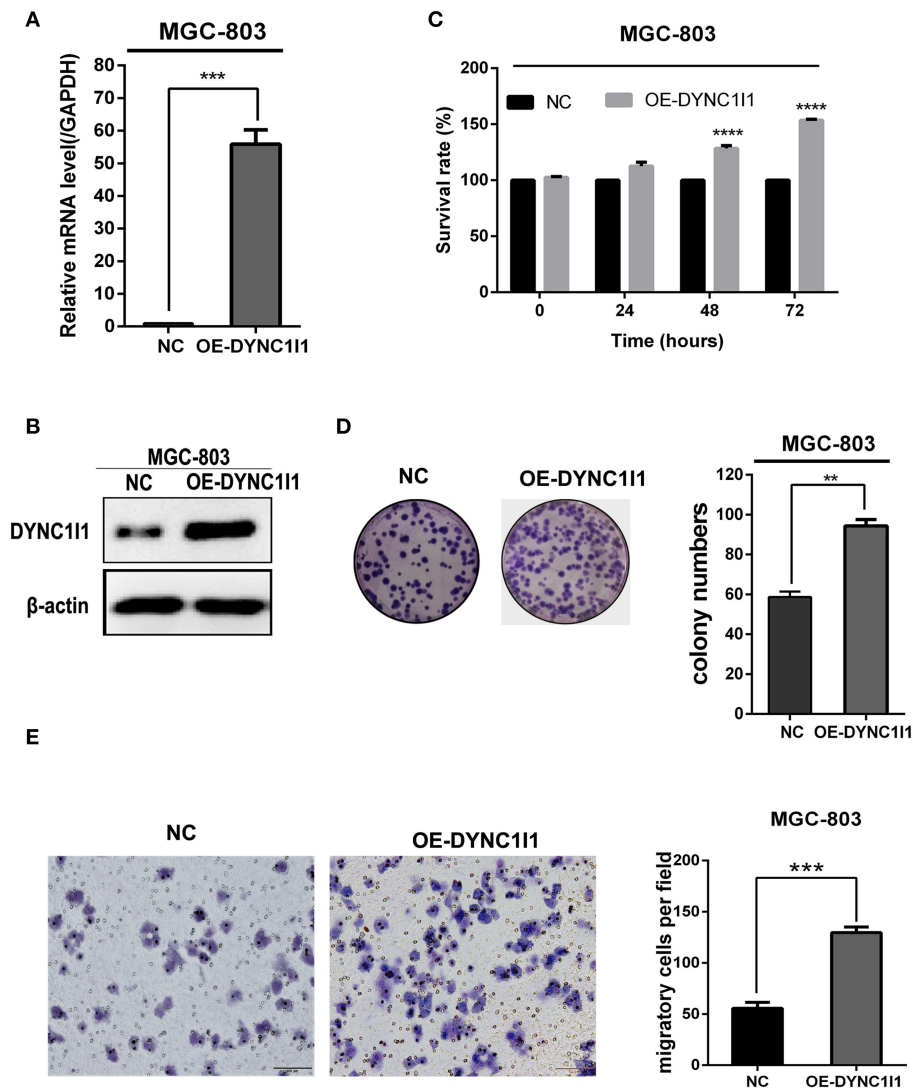 A
MGC-803
***
Relative mRNA level(/GAPDH)
80
70
60
50
40
30
20
10
0
NC OE-DYNC1I1
C
MGC-803
NC OE-DYNC1I1
**** ****
Survival rate (%)
200
150
100
50
0
0 24 48 72
Time (hours)
B
MGC-803
NC OE-DYNC1I1
DYNC1I1
β-actin
D
NC OE-DYNC1I1
MGC-803
**
colony numbers
120
100
80
60
40
20
0
NC OE-DYNC1I1
E
NC OE-DYNC1I1
MGC-803
***
migratory cells per field
200
150
100
50
0
NC OE-DYNC1I1